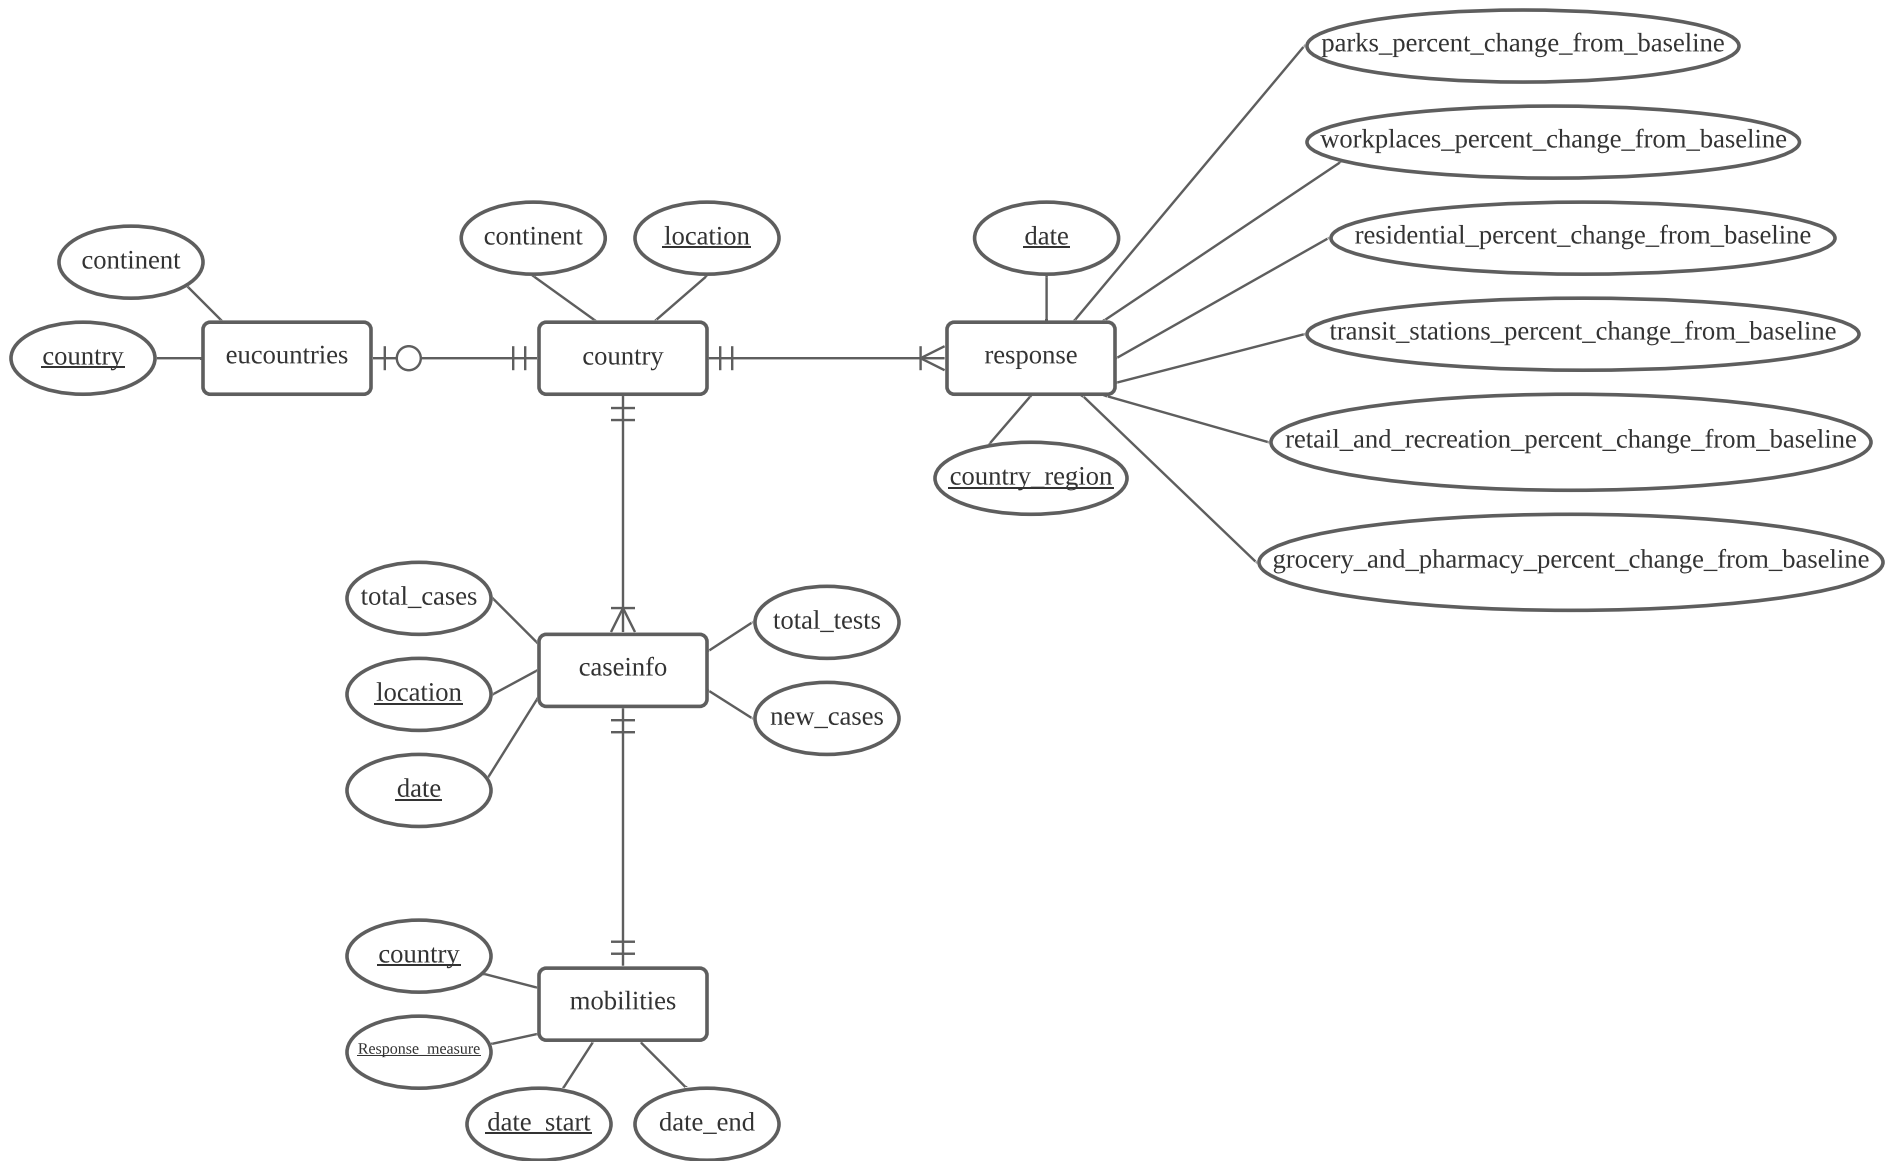 parks_percent_change_from_baseline
workplaces_percent_change_from_baseline
continent
location
date
residential_percent_change_from_baseline
continent
country
eucountries
country
response
transit_stations_percent_change_from_baseline
retail_and_recreation_percent_change_from_baseline
country_region
grocery_and_pharmacy_percent_change_from_baseline
total_cases
total_tests
caseinfo
location
new_cases
date
country
mobilities
Response_measure
date_start
date_end